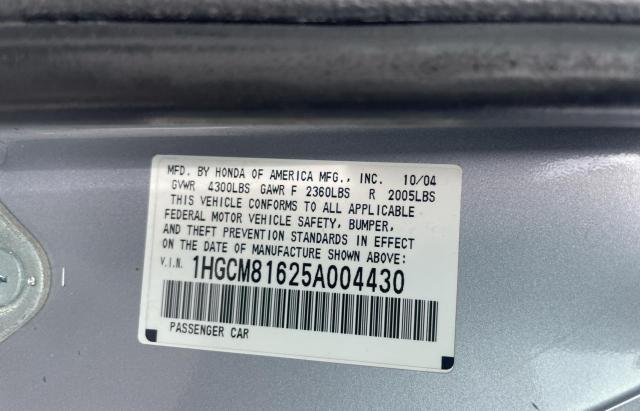 MFD. BY HONDA OF AMERICA MFG., INC. 10/04
GVWR 4300LBS GAWR F 2360LBS R 2005LBS
THIS VEHICLE CONFORMS TO ALL APPLICABLE
FEDERAL MOTOR VEHICLE SAFETY, BUMPER,
AND THEFT PREVENTION STANDARDS IN EFFECT
ON THE DATE OF MANUFACTURE SHOWN ABOVE:
V.I.N. 1HGCM81625A004430
PASSENGER CAR